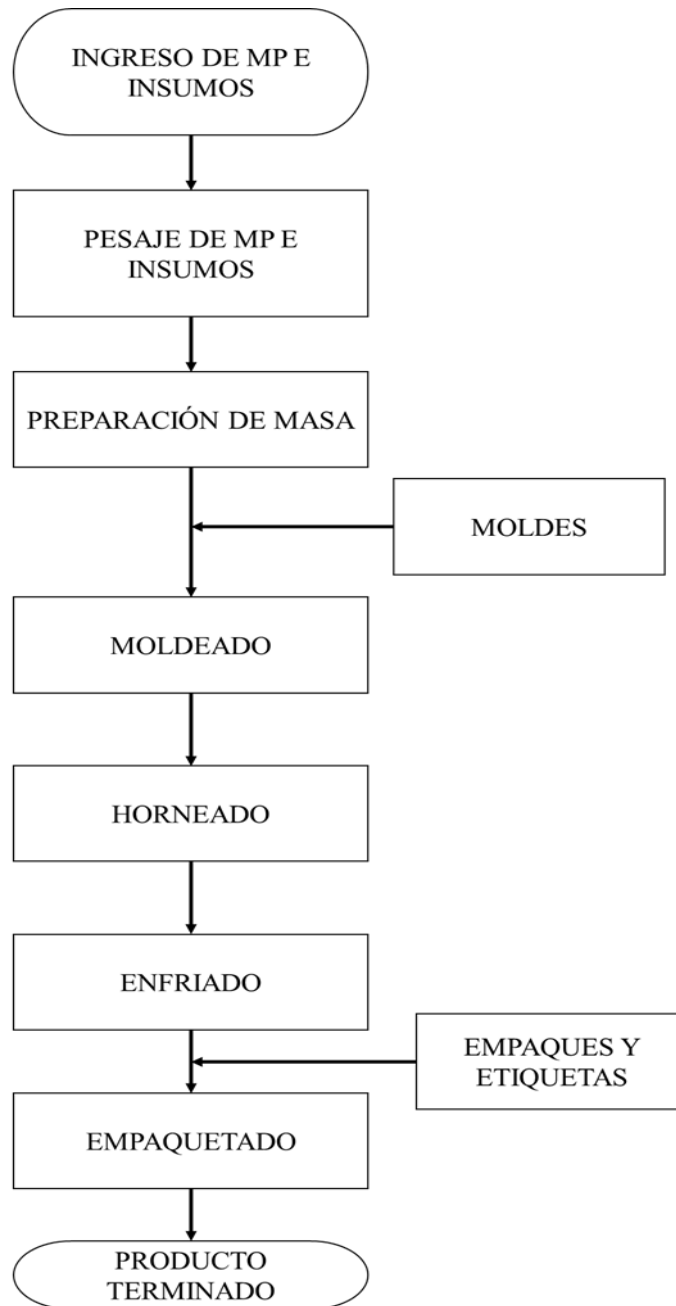 INGRESO DE MP E
INSUMOS
PESAJE DE MP E
INSUMOS
PREPARACIÓN DE MASA
MOLDES
MOLDEADO
HORNEADO
ENFRIADO
EMPAQUES Y
ETIQUETAS
EMPAQUETADO
PRODUCTO
TERMINADO